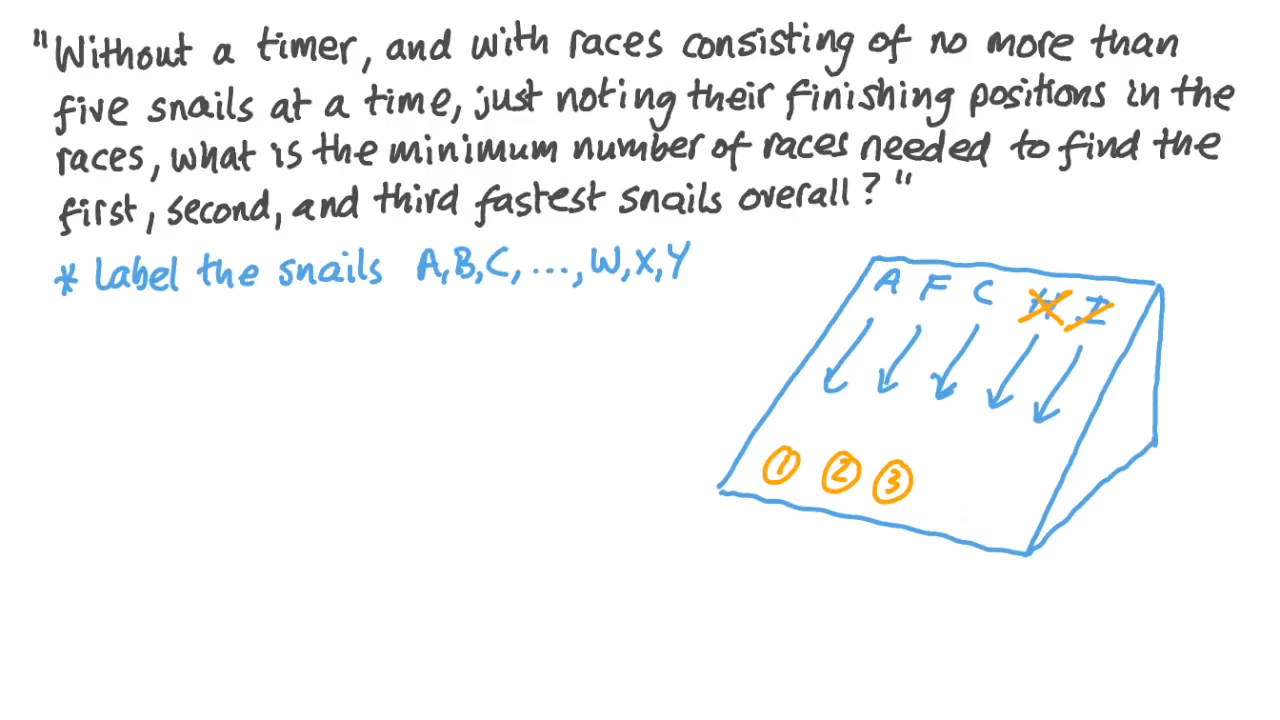 "Without a timer, and with races consisting of no more than
five snails at a time, just noting their finishing positions in the
races, what is the minimum number of races needed to find the
first, second, and third fastest snails overall?"
* Label the snails A,B,C, ..., W,X,Y
A F C H I
1 2 3